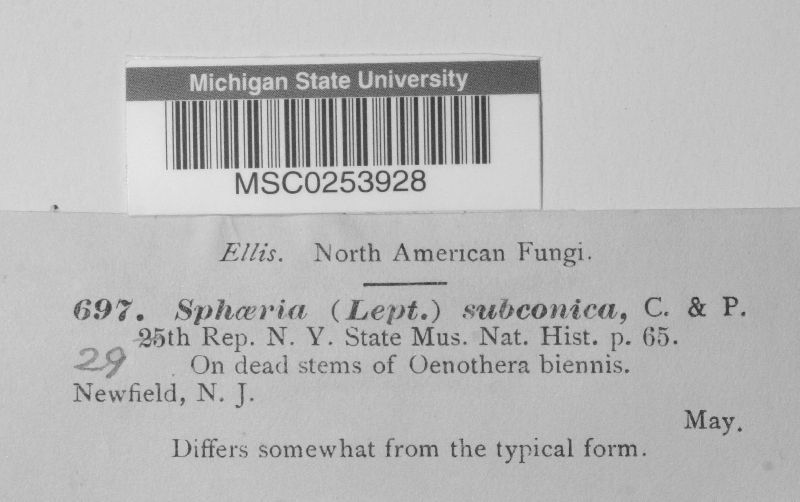 Michigan State University
MSC0253928
Ellis. North American Fungi.
697. Sphæria (Lept.) subconica, C. & P.
25th Rep. N. Y. State Mus. Nat. Hist. p. 65.
29
On dead stems of Oenothera biennis.
Newfield, N. J.
May.
Differs somewhat from the typical form.